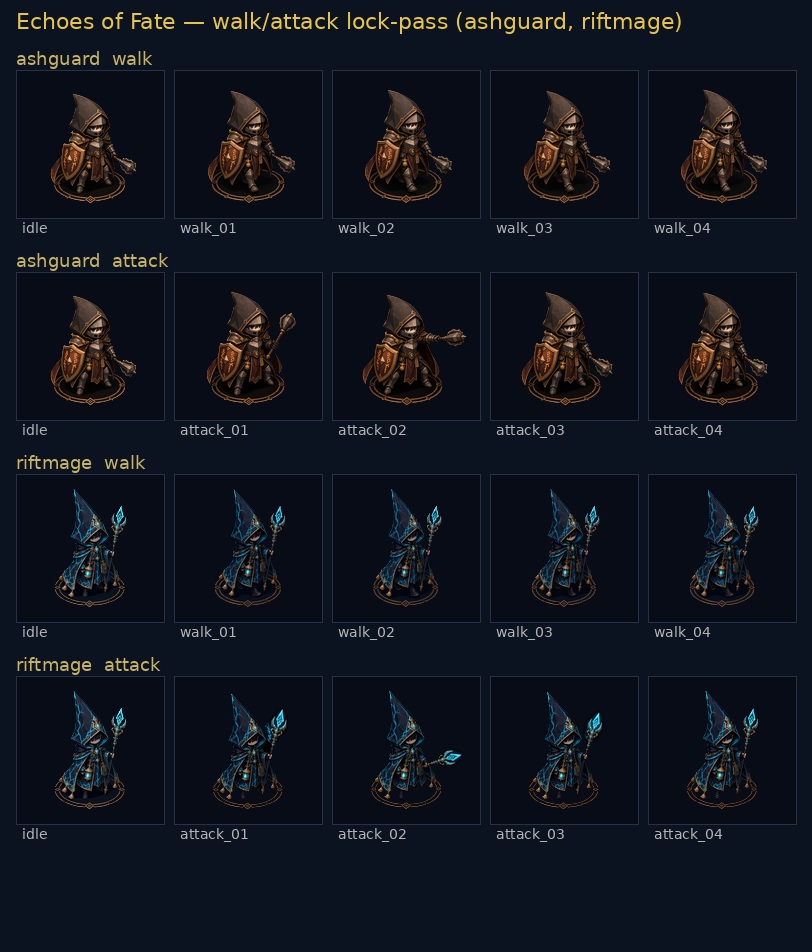 Echoes of Fate — walk/attack lock-pass (ashguard, riftmage)
ashguard walk
idle walk_01 walk_02 walk_03 walk_04
ashguard attack
idle attack_01 attack_02 attack_03 attack_04
riftmage walk
idle walk_01 walk_02 walk_03 walk_04
riftmage attack
idle attack_01 attack_02 attack_03 attack_04